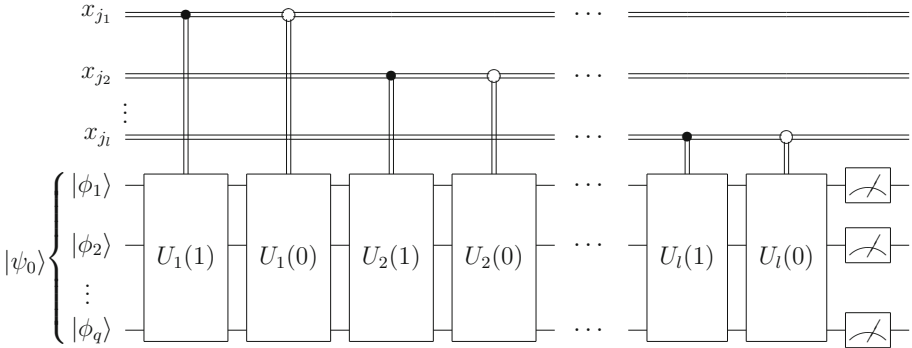 x_{j_1} ⋯
x_{j_2} ⋯
⋮
x_{j_l} ⋯
|ϕ_1⟩ ⋯
|ψ_0⟩ |ϕ_2⟩ U_1(1) U_1(0) U_2(1) U_2(0) ⋯ U_l(1) U_l(0)
⋮
|ϕ_q⟩ ⋯